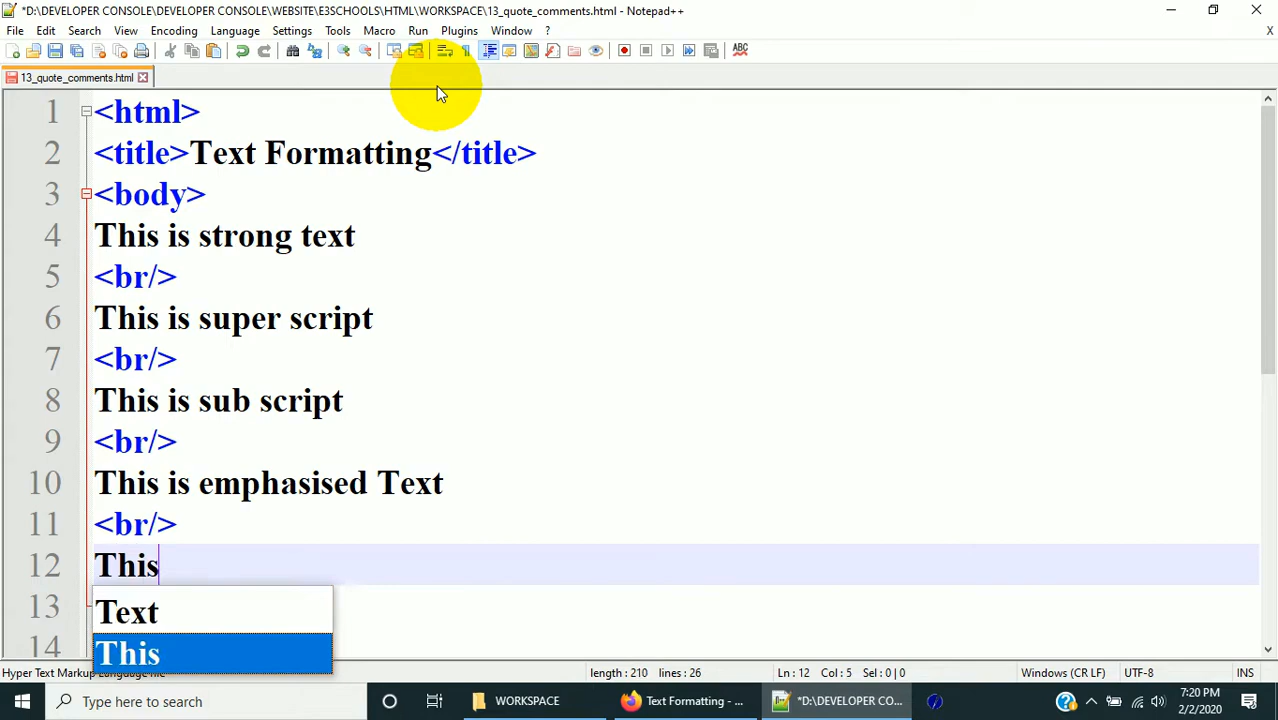 *D:\DEVELOPER CONSOLE\DEVELOPER CONSOLE\WEBSITE\E3SCHOOLS\HTML\WORKSPACE\13_quote_comments.html - Notepad++
File Edit Search View Encoding Language Settings Tools Macro Run Plugins Window ? X
ABC
13_quote_comments.html
1 <html>
2 <title>Text Formatting</title>
3 <body>
4 This is strong text
5 <br/>
6 This is super script
7 <br/>
8 This is sub script
9 <br/>
10 This is emphasised Text
11 <br/>
12 This
13 Text
14 This
Hyper Text Markup Language file length : 210 lines : 26 Ln : 12 Col : 5 Sel : 0 | 0 Windows (CR LF) UTF-8 INS
Type here to search WORKSPACE Text Formatting - ... *D:\DEVELOPER CO... 7:20 PM
2/2/2020